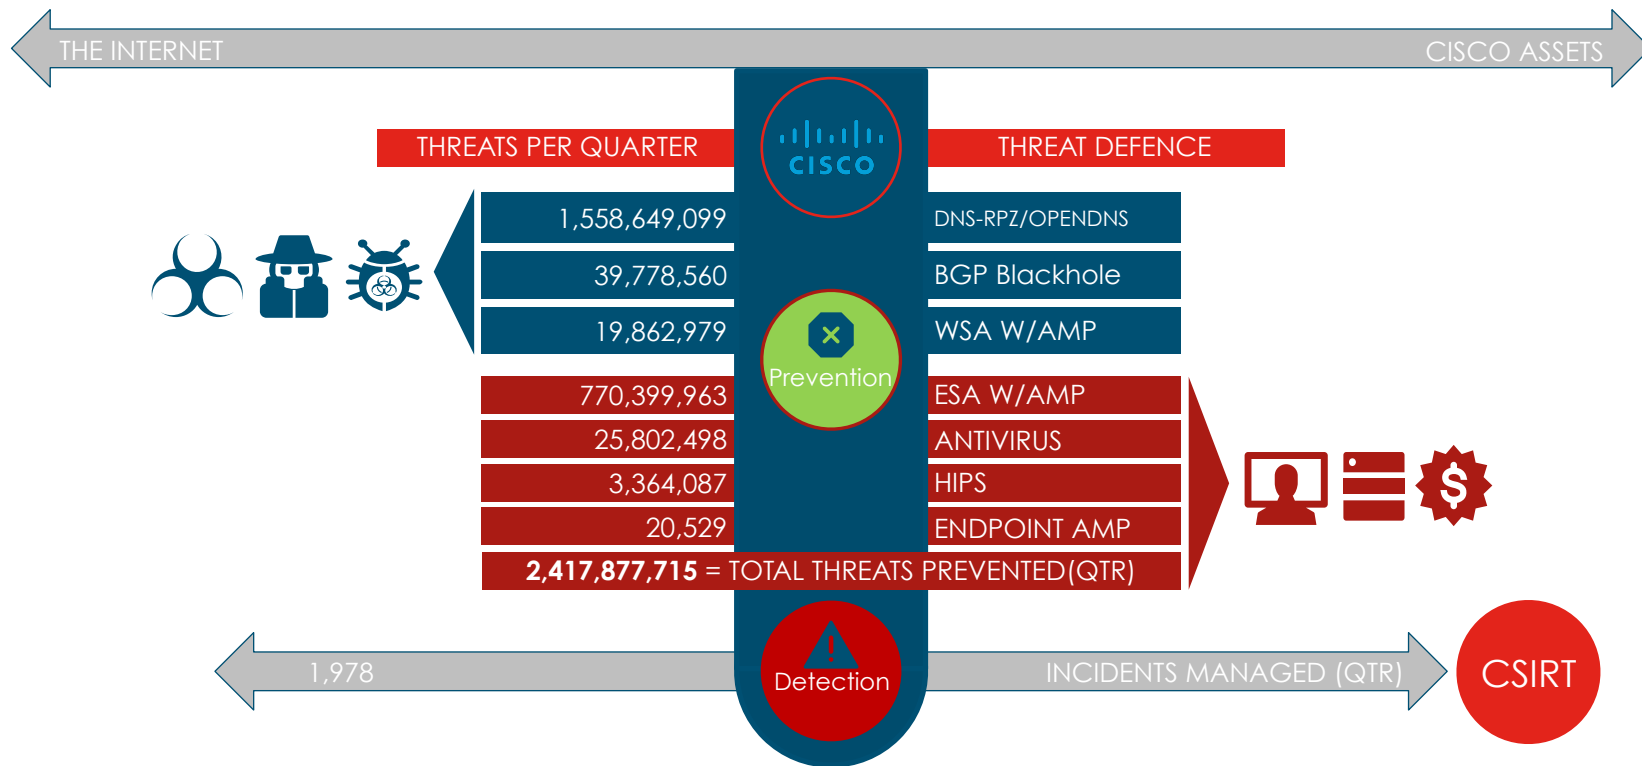 THE INTERNET CISCO ASSETS
CISCO
THREATS PER QUARTER THREAT DEFENCE
1,558,649,099 DNS-RPZ/OPENDNS
39,778,560 BGP Blackhole
19,862,979 WSA W/AMP
Prevention
770,399,963 ESA W/AMP
25,802,498 ANTIVIRUS
3,364,087 HIPS
20,529 ENDPOINT AMP
2,417,877,715 = TOTAL THREATS PREVENTED(QTR)
1,978 INCIDENTS MANAGED (QTR) CSIRT
Detection
$